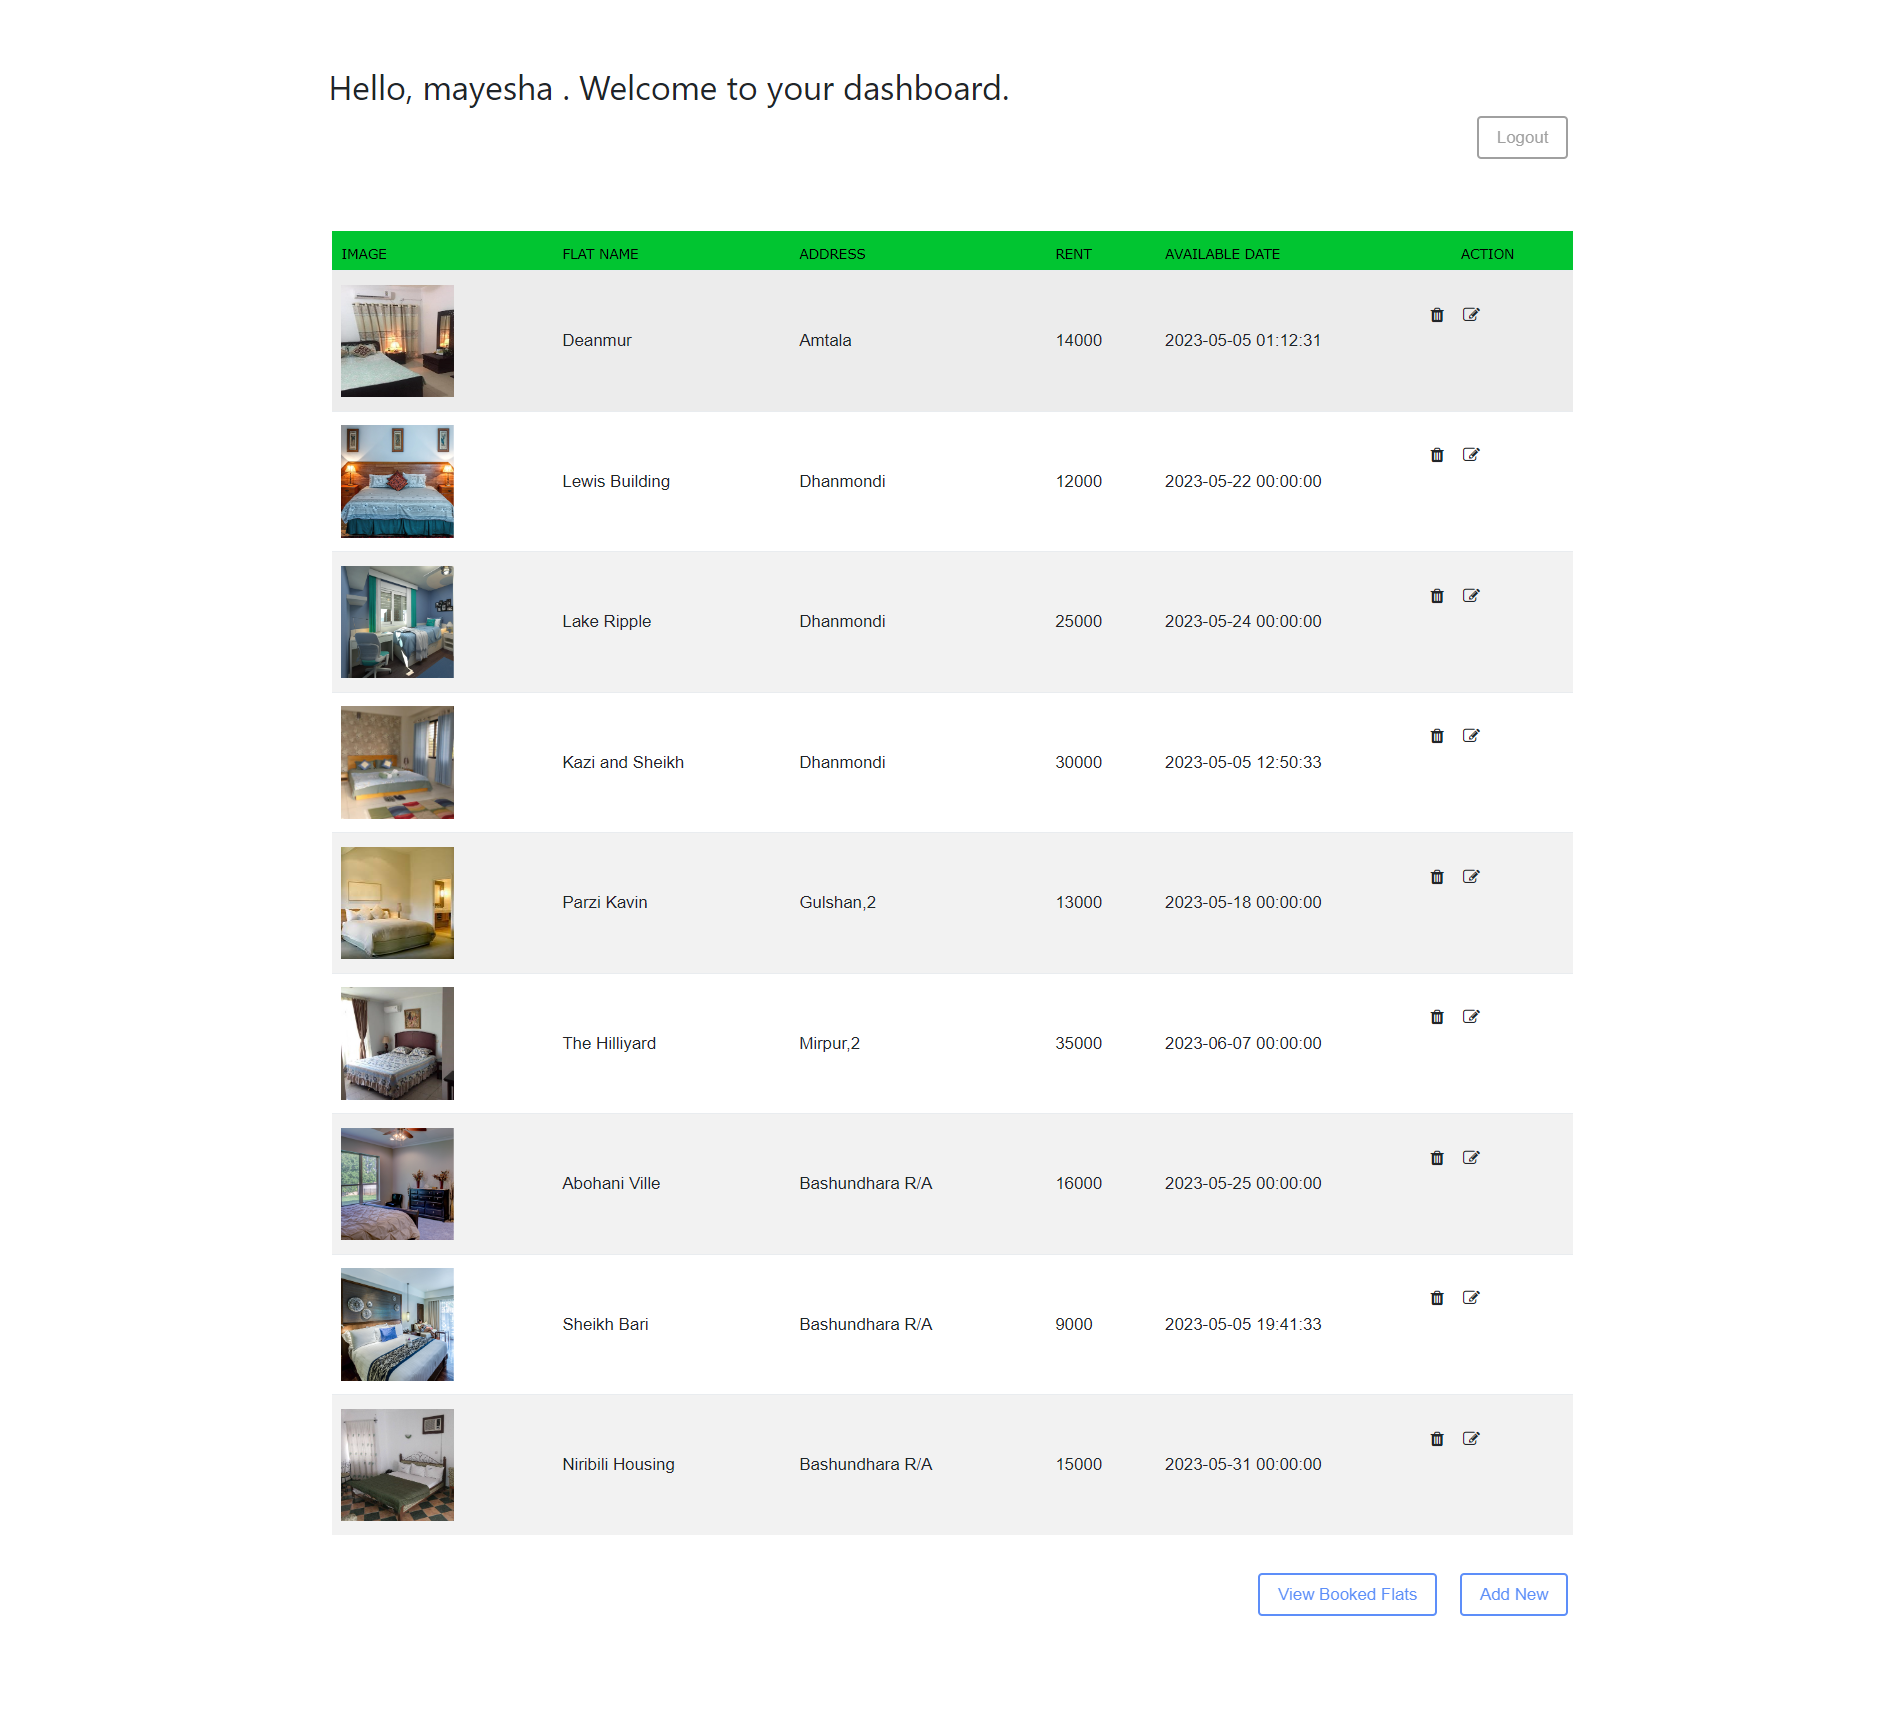 Hello, mayesha . Welcome to your dashboard.
Logout
IMAGE FLAT NAME ADDRESS RENT AVAILABLE DATE ACTION
Deanmur Amtala 14000 2023-05-05 01:12:31
Lewis Building Dhanmondi 12000 2023-05-22 00:00:00
Lake Ripple Dhanmondi 25000 2023-05-24 00:00:00
Kazi and Sheikh Dhanmondi 30000 2023-05-05 12:50:33
Parzi Kavin Gulshan,2 13000 2023-05-18 00:00:00
The Hilliyard Mirpur,2 35000 2023-06-07 00:00:00
Abohani Ville Bashundhara R/A 16000 2023-05-25 00:00:00
Sheikh Bari Bashundhara R/A 9000 2023-05-05 19:41:33
Niribili Housing Bashundhara R/A 15000 2023-05-31 00:00:00
View Booked Flats Add New